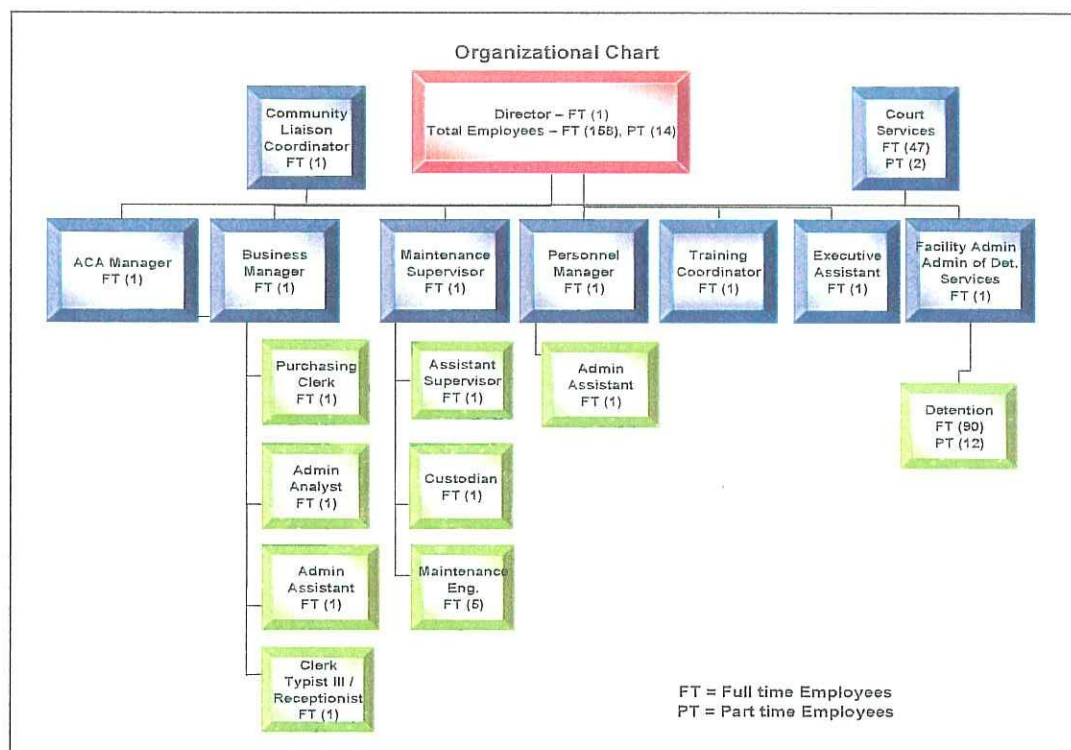 Organizational Chart
Community
Liaison
Coordinator
FT (1)
Director – FT (1)
Total Employees – FT (158), PT (14)
Court
Services
FT (47)
PT (2)
ACA Manager
FT (1)
Business
Manager
FT (1)
Maintenance
Supervisor
FT (1)
Personnel
Manager
FT (1)
Training
Coordinator
FT (1)
Executive
Assistant
FT (1)
Facility Admin
Admin of Det.
Services
FT (1)
Purchasing
Clerk
FT (1)
Admin
Analyst
FT (1)
Admin
Assistant
FT (1)
Clerk
Typist III /
Receptionist
FT (1)
Assistant
Supervisor
FT (1)
Custodian
FT (1)
Maintenance
Eng.
FT (5)
Admin
Assistant
FT (1)
Detention
FT (90)
PT (12)
FT = Full time Employees
PT = Part time Employees